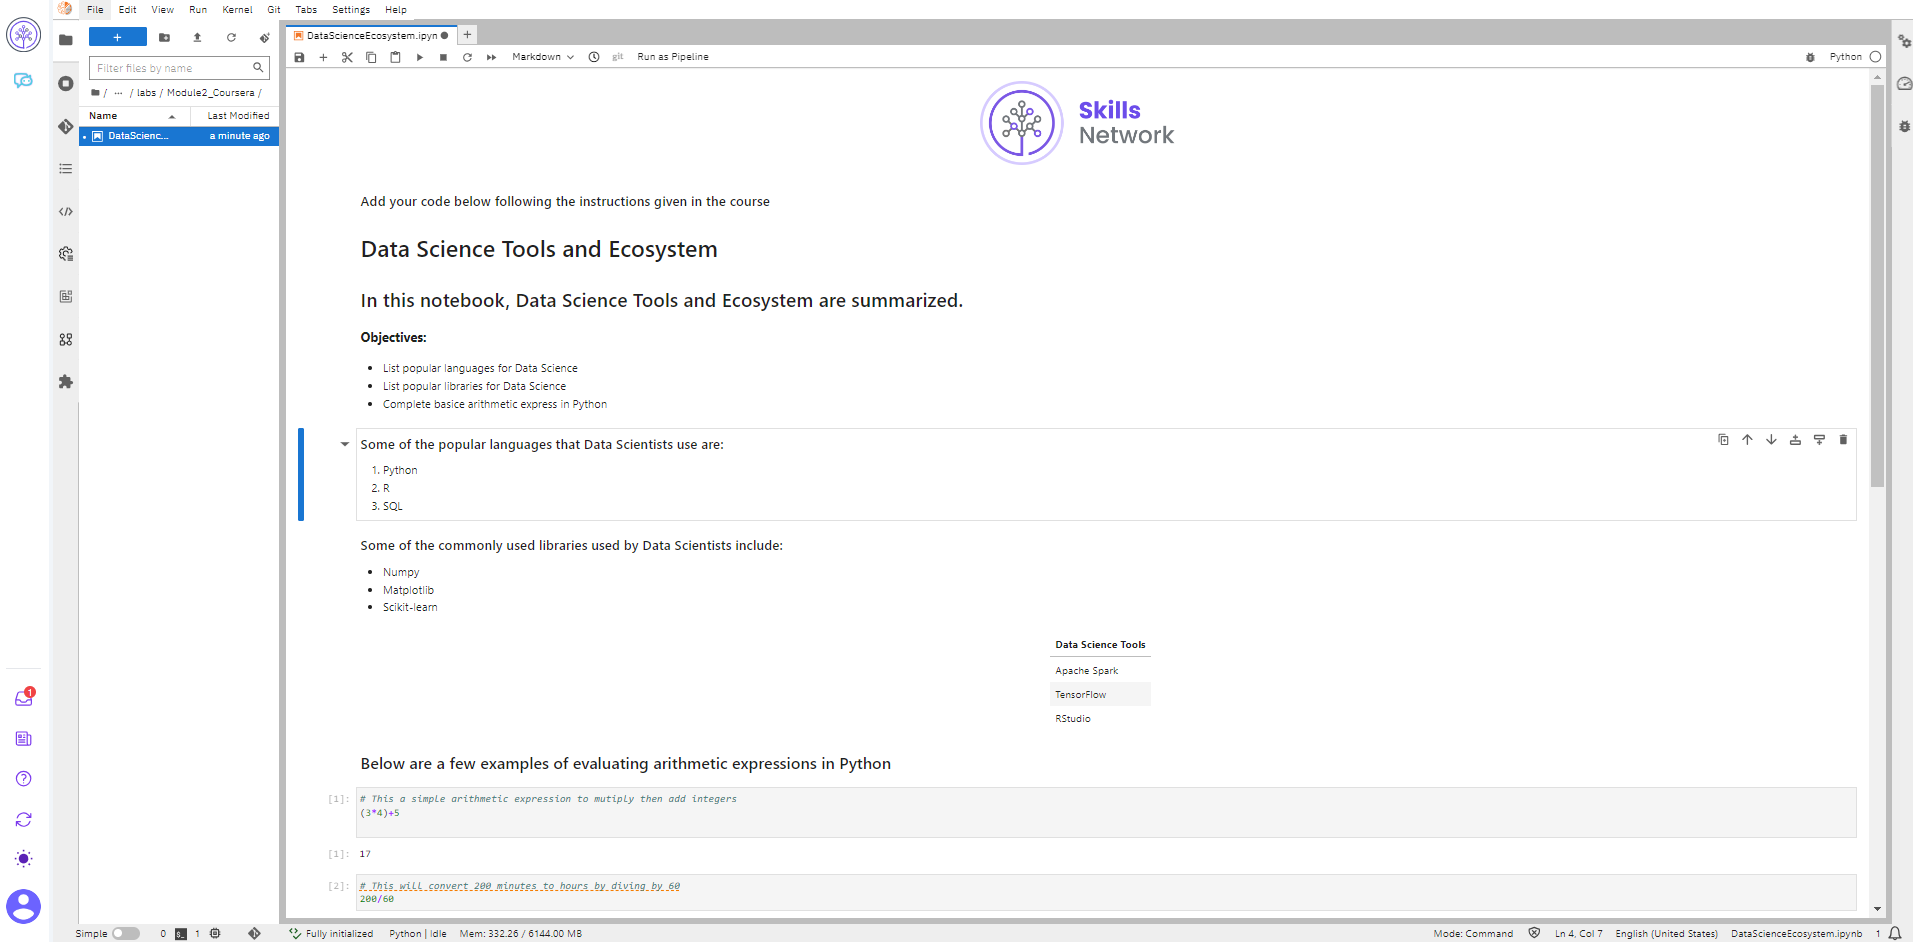 File Edit View Run Kernel Git Tabs Settings Help
+
Filter files by name
/ ... / labs / Module2_Coursera /
Name Last Modified
DataScienc... a minute ago
DataScienceEcosystem.ipyn
+
Markdown git Run as Pipeline Python
Skills
Network
Add your code below following the instructions given in the course
Data Science Tools and Ecosystem
In this notebook, Data Science Tools and Ecosystem are summarized.
Objectives:
• List popular languages for Data Science
• List popular libraries for Data Science
• Complete basice arithmetic express in Python
Some of the popular languages that Data Scientists use are:
1. Python
2. R
3. SQL
Some of the commonly used libraries used by Data Scientists include:
• Numpy
• Matplotlib
• Scikit-learn
Data Science Tools
Apache Spark
TensorFlow
RStudio
Below are a few examples of evaluating arithmetic expressions in Python
[1]: # This a simple arithmetic expression to mutiply then add integers
(3*4)+5
[1]: 17
[2]: # This will convert 200 minutes to hours by diving by 60
200/60
1
Simple 0 1 Fully initialized Python | Idle Mem: 332.26 / 6144.00 MB Mode: Command Ln 4, Col 7 English (United States) DataScienceEcosystem.ipynb 1